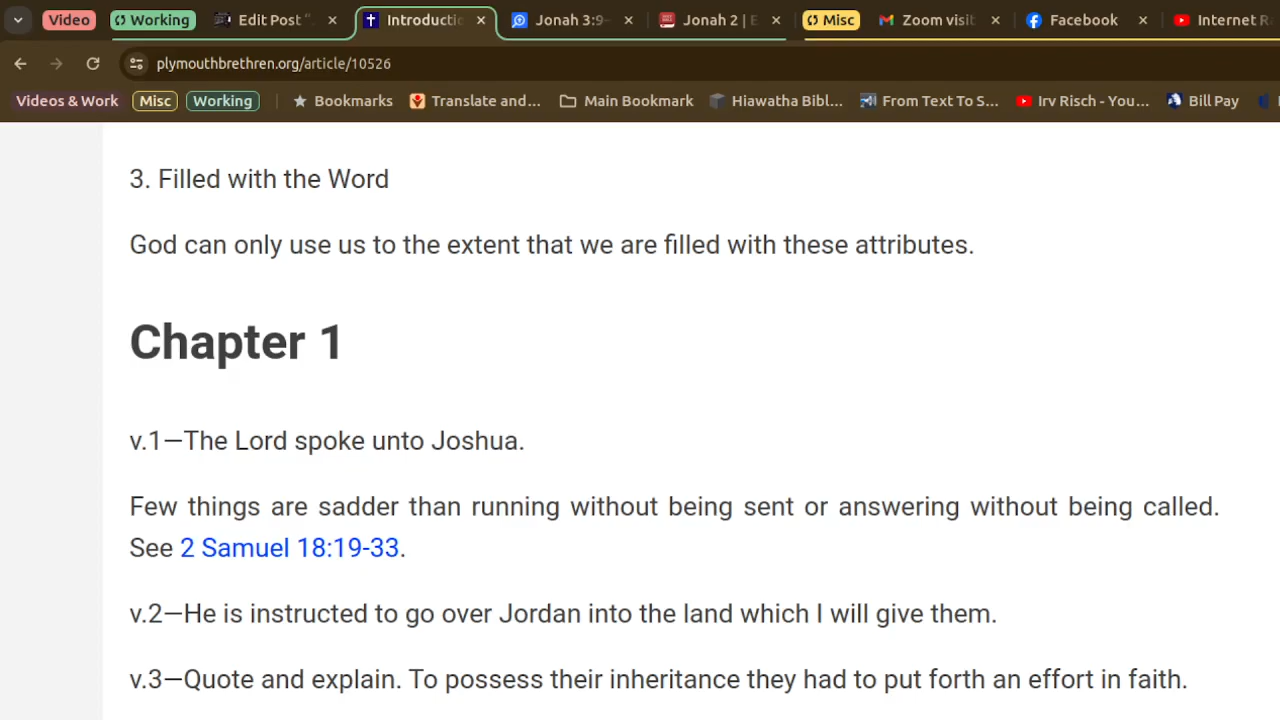 Video
Working
Edit Post "
Introductio
Jonah 3:9-
Jonah 2 | E
Misc
Zoom visit
Facebook
Internet R
plymouthbrethren.org/article/10526
Videos & Work
Misc
Working
Bookmarks
Translate and...
Main Bookmark
Hiawatha Bibl...
From Text To S...
Irv Risch - You...
Bill Pay
3. Filled with the Word
God can only use us to the extent that we are filled with these attributes.
Chapter 1
v.1—The Lord spoke unto Joshua.
Few things are sadder than running without being sent or answering without being called.
See 2 Samuel 18:19-33.
v.2—He is instructed to go over Jordan into the land which I will give them.
v.3—Quote and explain. To possess their inheritance they had to put forth an effort in faith.